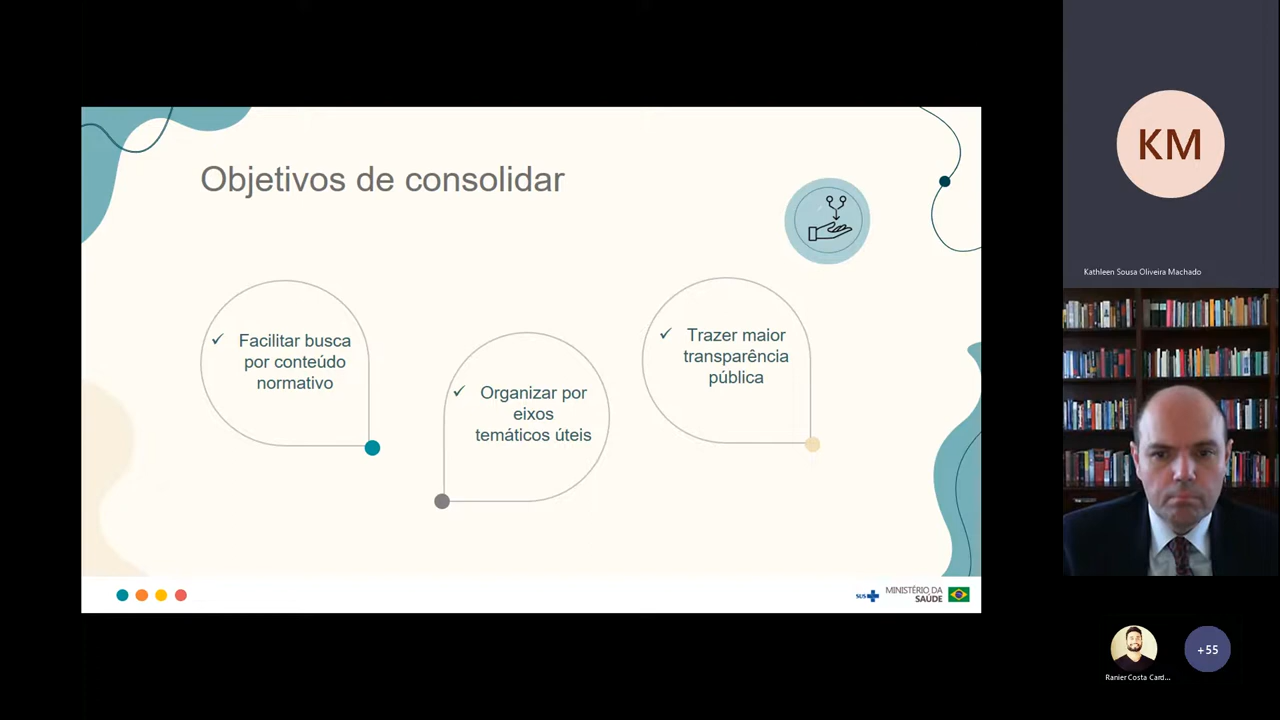 Objetivos de consolidar
✓ Facilitar busca
por conteúdo
normativo
✓ Organizar por
eixos
temáticos úteis
✓ Trazer maior
transparência
pública
SUS
MINISTÉRIO DA
SAÚDE
KM
Kathleen Sousa Oliveira Machado
+55
Ranier Costa Card...